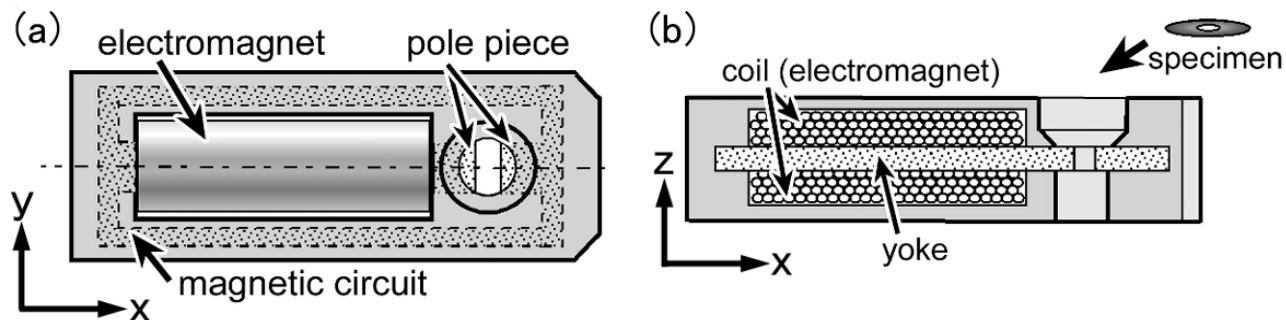 (a)
electromagnet
pole piece
y
x
magnetic circuit
(b)
specimen
coil (electromagnet)
z
x
yoke